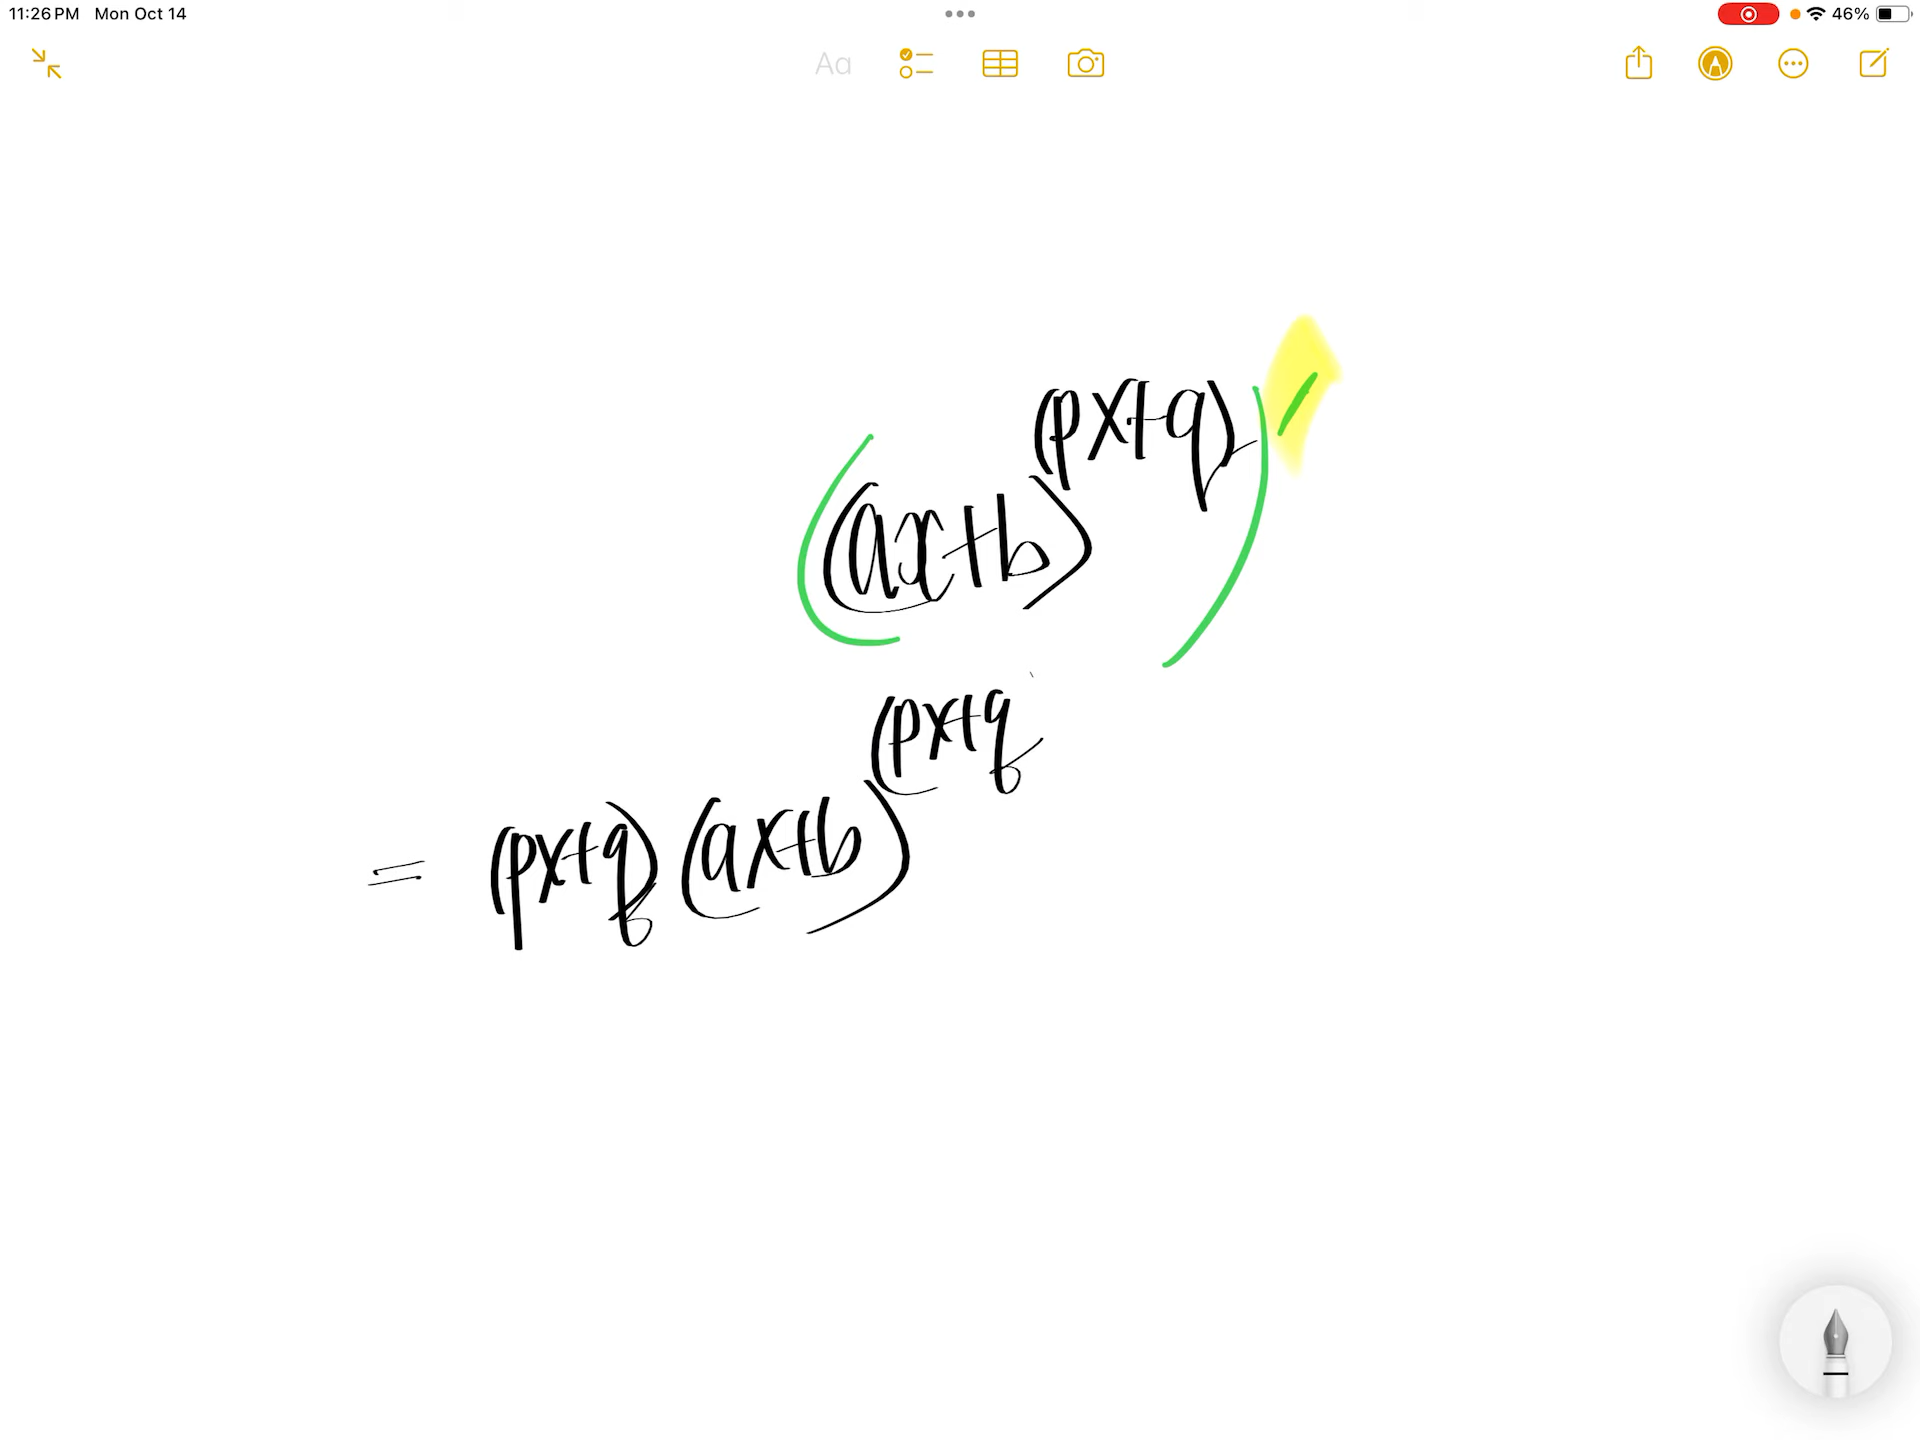 11:26 PM Mon Oct 14 46%
Aa
((ax+b)^(px+q))′
= (px+q)(ax+b)^(px+q